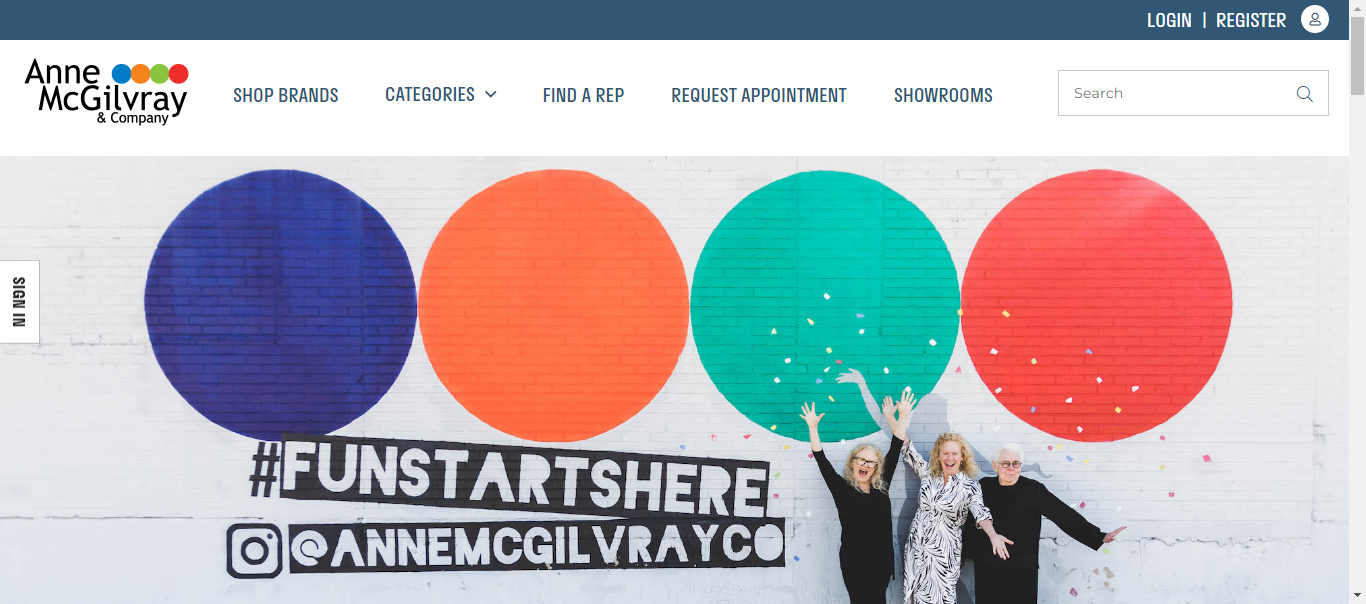 LOGIN | REGISTER
Anne
McGilvray
& Company
SHOP BRANDS
CATEGORIES
FIND A REP
REQUEST APPOINTMENT
SHOWROOMS
Search
SIGN IN
#FUNSTARTSHERE
@ANNEMCGILVRAYCO